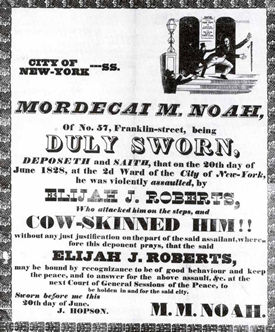 CITY OF
NEW-YORK ——SS.
MORDECAI M. NOAH,
Of No. 57, Franklin-street, being
DULY SWORN,
DEPOSETH and SAITH, that on the 20th day of
June 1828, at the 2d Ward of the City of New-York,
he was violently assaulted, by
ELIJAH J. ROBERTS,
Who attacked him on the steps, and
COW-SKINNED HIM!!
without any just justification on the part of the said assailant, where-
fore this deponent prays, that the said
ELIJAH J. ROBERTS,
may be bound by recognizance to be of good behaviour and keep
the peace, and to answer for the above assault, &c. at the
next Court of General Sessions of the Peace, to
be holden in and for the said city.
Sworn before me this
20th day of June.
J. HOPSON.
M. M. NOAH.